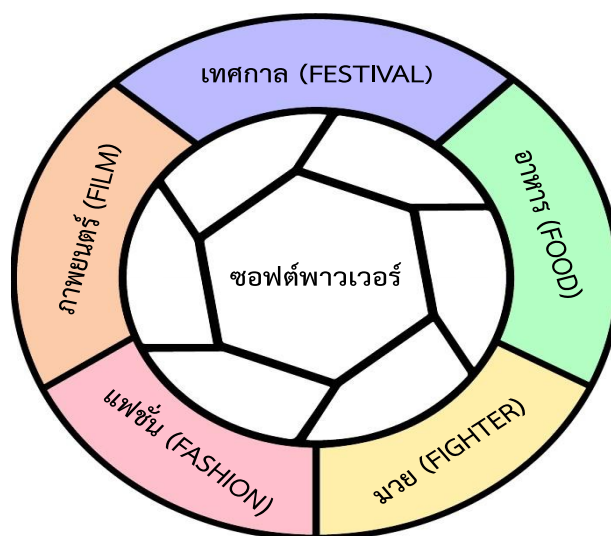 เทศกาล (FESTIVAL)
อาหาร (FOOD)
มวย (FIGHTER)
แฟชั่น (FASHION)
ภาพยนตร์ (FILM)
ซอฟต์พาวเวอร์